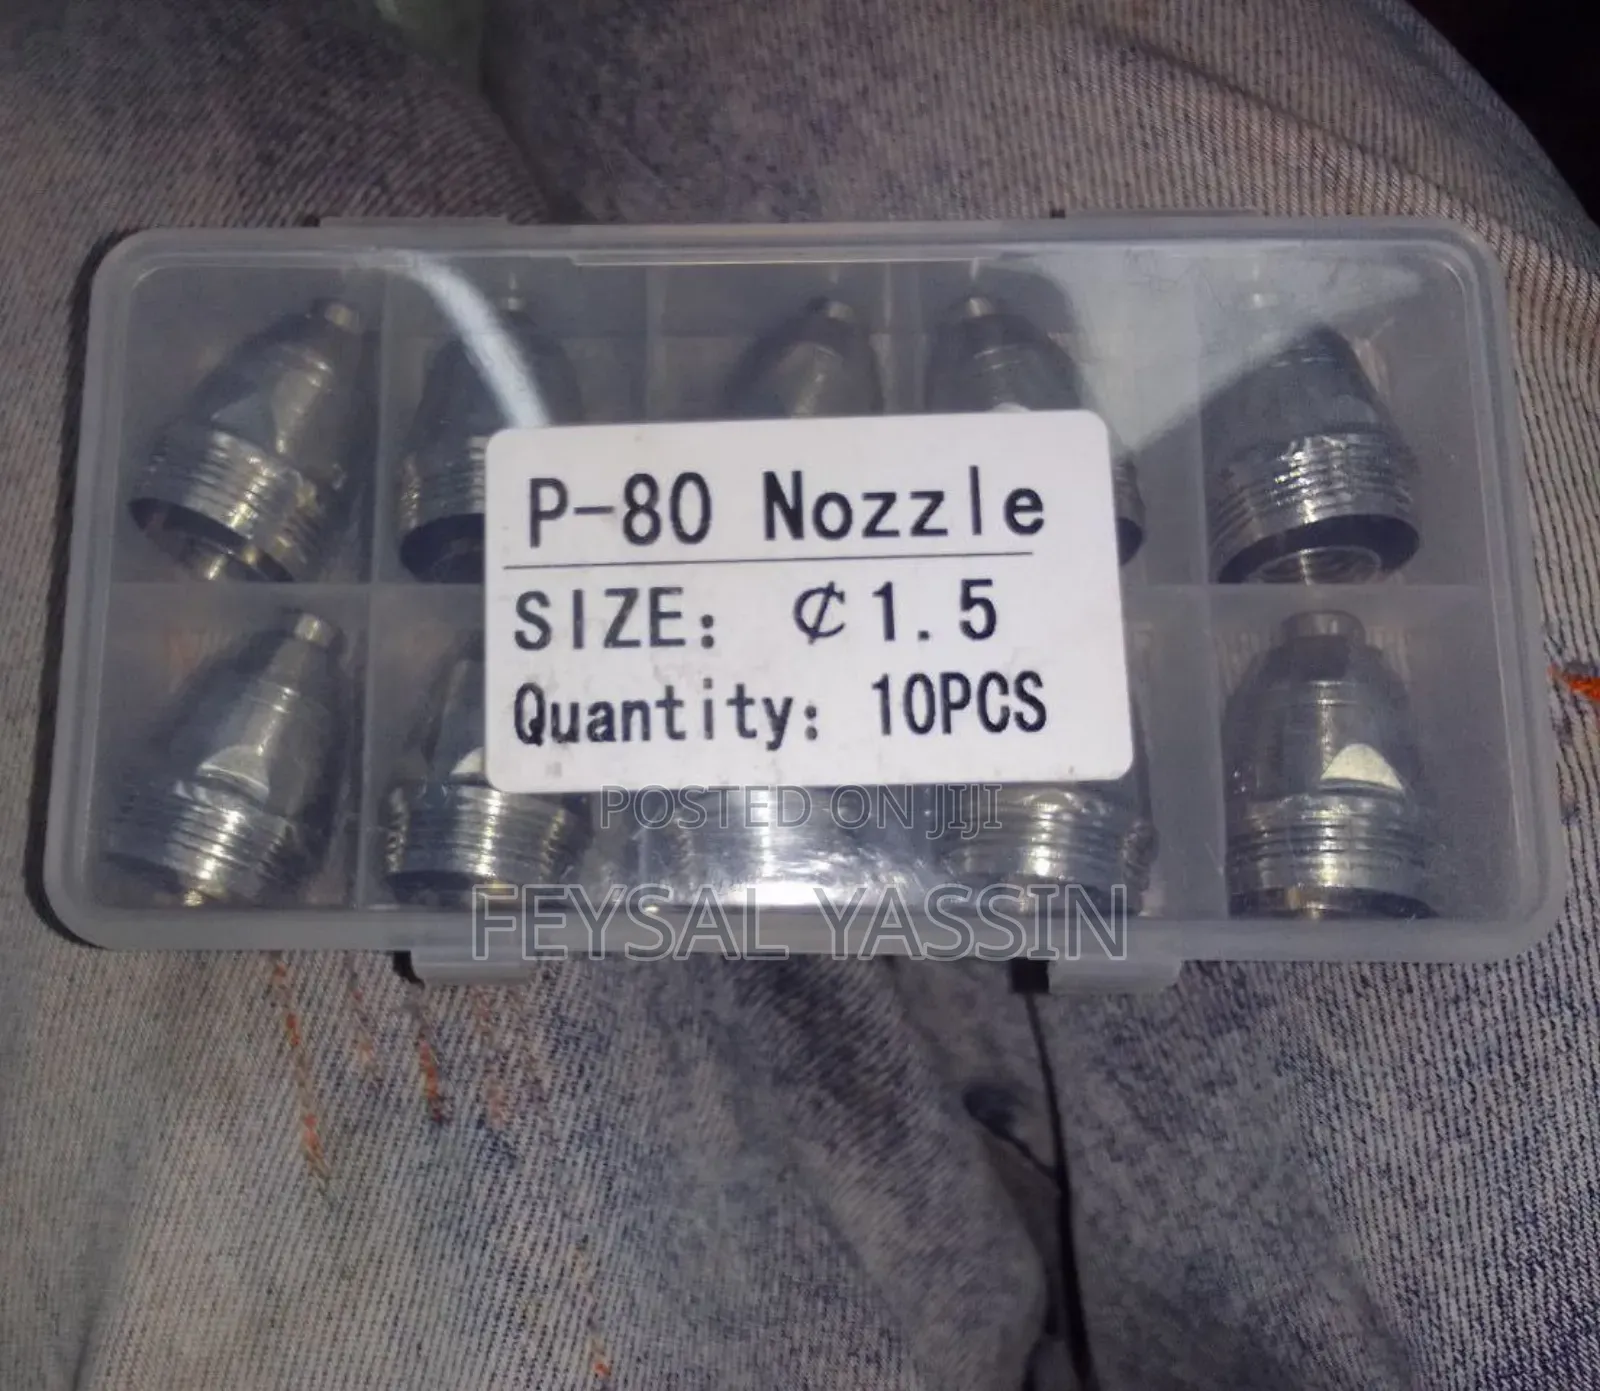 P-80 Nozzle
SIZE: ₵1.5
Quantity: 10PCS
POSTED ON JIJI
FEYSAL YASSIN